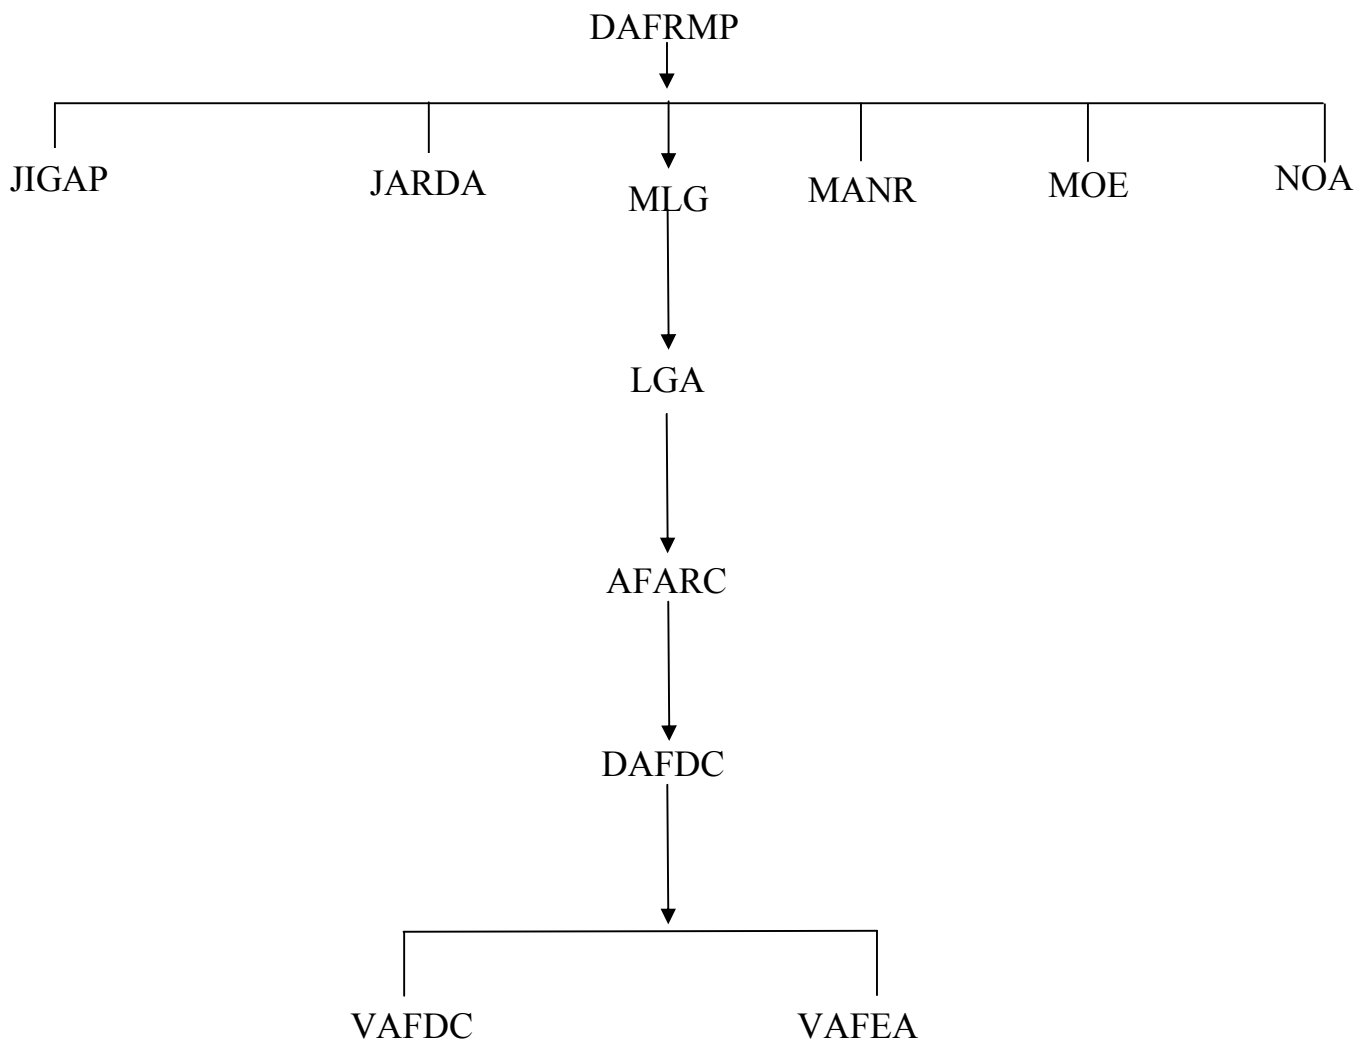 DAFRMP
JIGAP JARDA MLG MANR MOE NOA
LGA
AFARC
DAFDC
VAFDC VAFEA